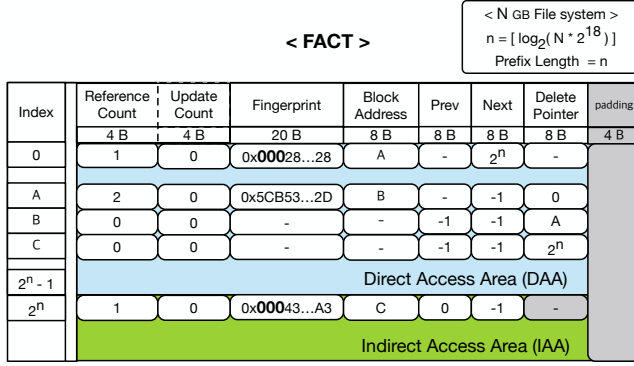 < N GB File system >
n = [ log2( N * 2^18 ) ]
Prefix Length = n
< FACT >
Index Reference Count Update Count Fingerprint Block Address Prev Next Delete Pointer padding
4 B 4 B 20 B 8 B 8 B 8 B 8 B 4 B
0 1 0 0x00028...28 A - 2^n -
A 2 0 0x5CB53...2D B - -1 0
B 0 0 - - -1 -1 A
C 0 0 - - -1 -1 2^n
2^n - 1 Direct Access Area (DAA)
2^n 1 0 0x00043...A3 C 0 -1 -
Indirect Access Area (IAA)